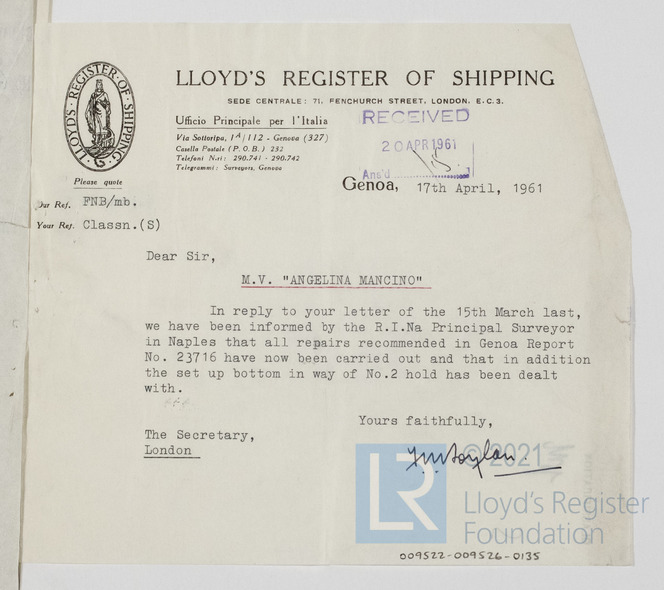 LLOYD'S REGISTER OF SHIPPING
LLOYD'S REGISTER OF SHIPPING
SEDE CENTRALE: 71, FENCHURCH STREET, LONDON, E.C.3.
Ufficio Principale per l'Italia
Via Sottoripa, 1A/112 - Genova (327)
Casella Postale (P.O.B.) 232
Telefoni N.ri: 290.741 - 290.742
Telegrammi: Surveyors, Genova
RECEIVED
20 APR 1961
Ans'd
Please quote
Genoa, 17th April, 1961
Our Ref. FNB/mb.
Your Ref. Classn.(S)
Dear Sir,
M.V. "ANGELINA MANCINO"
In reply to your letter of the 15th March last,
we have been informed by the R.I.Na Principal Surveyor
in Naples that all repairs recommended in Genoa Report
No. 23716 have now been carried out and that in addition
the set up bottom in way of No.2 hold has been dealt
with.
Yours faithfully,
The Secretary,
London
LR
© 2021
Lloyd's Register
Foundation
009522-009526-0135